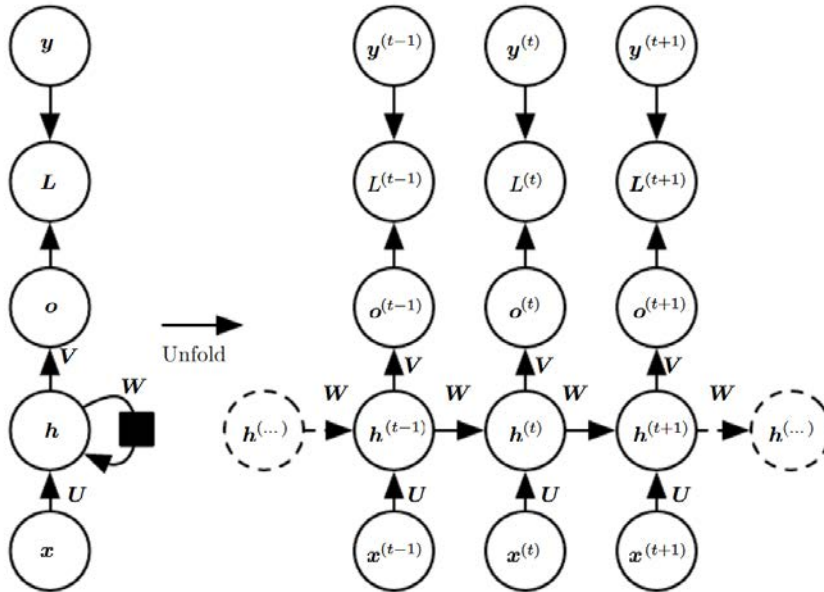 y y^(t−1) y^(t) y^(t+1)
L L^(t−1) L^(t) L^(t+1)
o o^(t−1) o^(t) o^(t+1)
Unfold
V V V V
W W W W W
h h^(...) h^(t−1) h^(t) h^(t+1) h^(...)
U U U U
x x^(t−1) x^(t) x^(t+1)